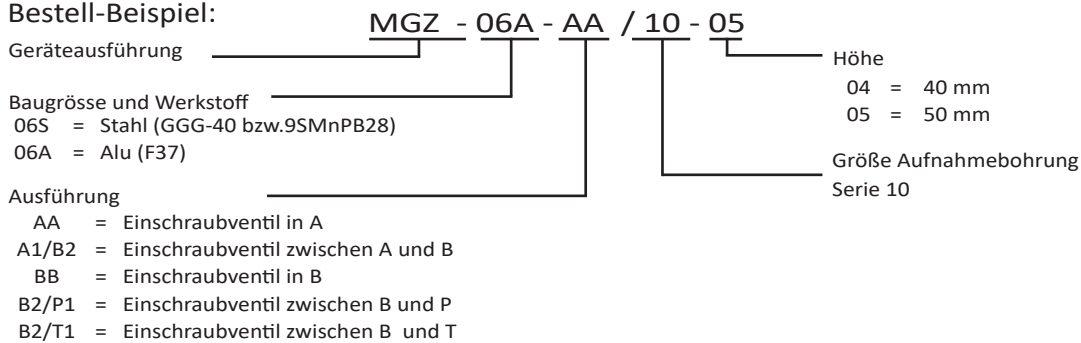 Bestell-Beispiel:
MGZ - 06A - AA / 10 - 05
Geräteausführung
Höhe
04 = 40 mm
05 = 50 mm
Baugrösse und Werkstoff
06S = Stahl (GGG-40 bzw.9SMnPB28)
06A = Alu (F37)
Größe Aufnahmebohrung
Serie 10
Ausführung
AA = Einschraubventil in A
A1/B2 = Einschraubventil zwischen A und B
BB = Einschraubventil in B
B2/P1 = Einschraubventil zwischen B und P
B2/T1 = Einschraubventil zwischen B und T